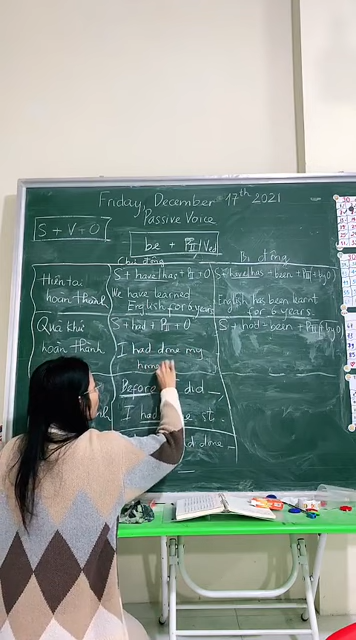 Friday, December 17th 2021
Passive Voice
S + V + O
be + PII/Ved
Chủ động
Bị động
Hiện tại
hoàn thành
S + have/has + PII + O
S + have/has + been + PII + by O
We have learned
English for 6 years
English has been learnt
for 6 years.
Quá khứ
hoàn thành
S + had + PII + O
S + had + been + PII + by O
I had done my
Before I did
I had st.
done